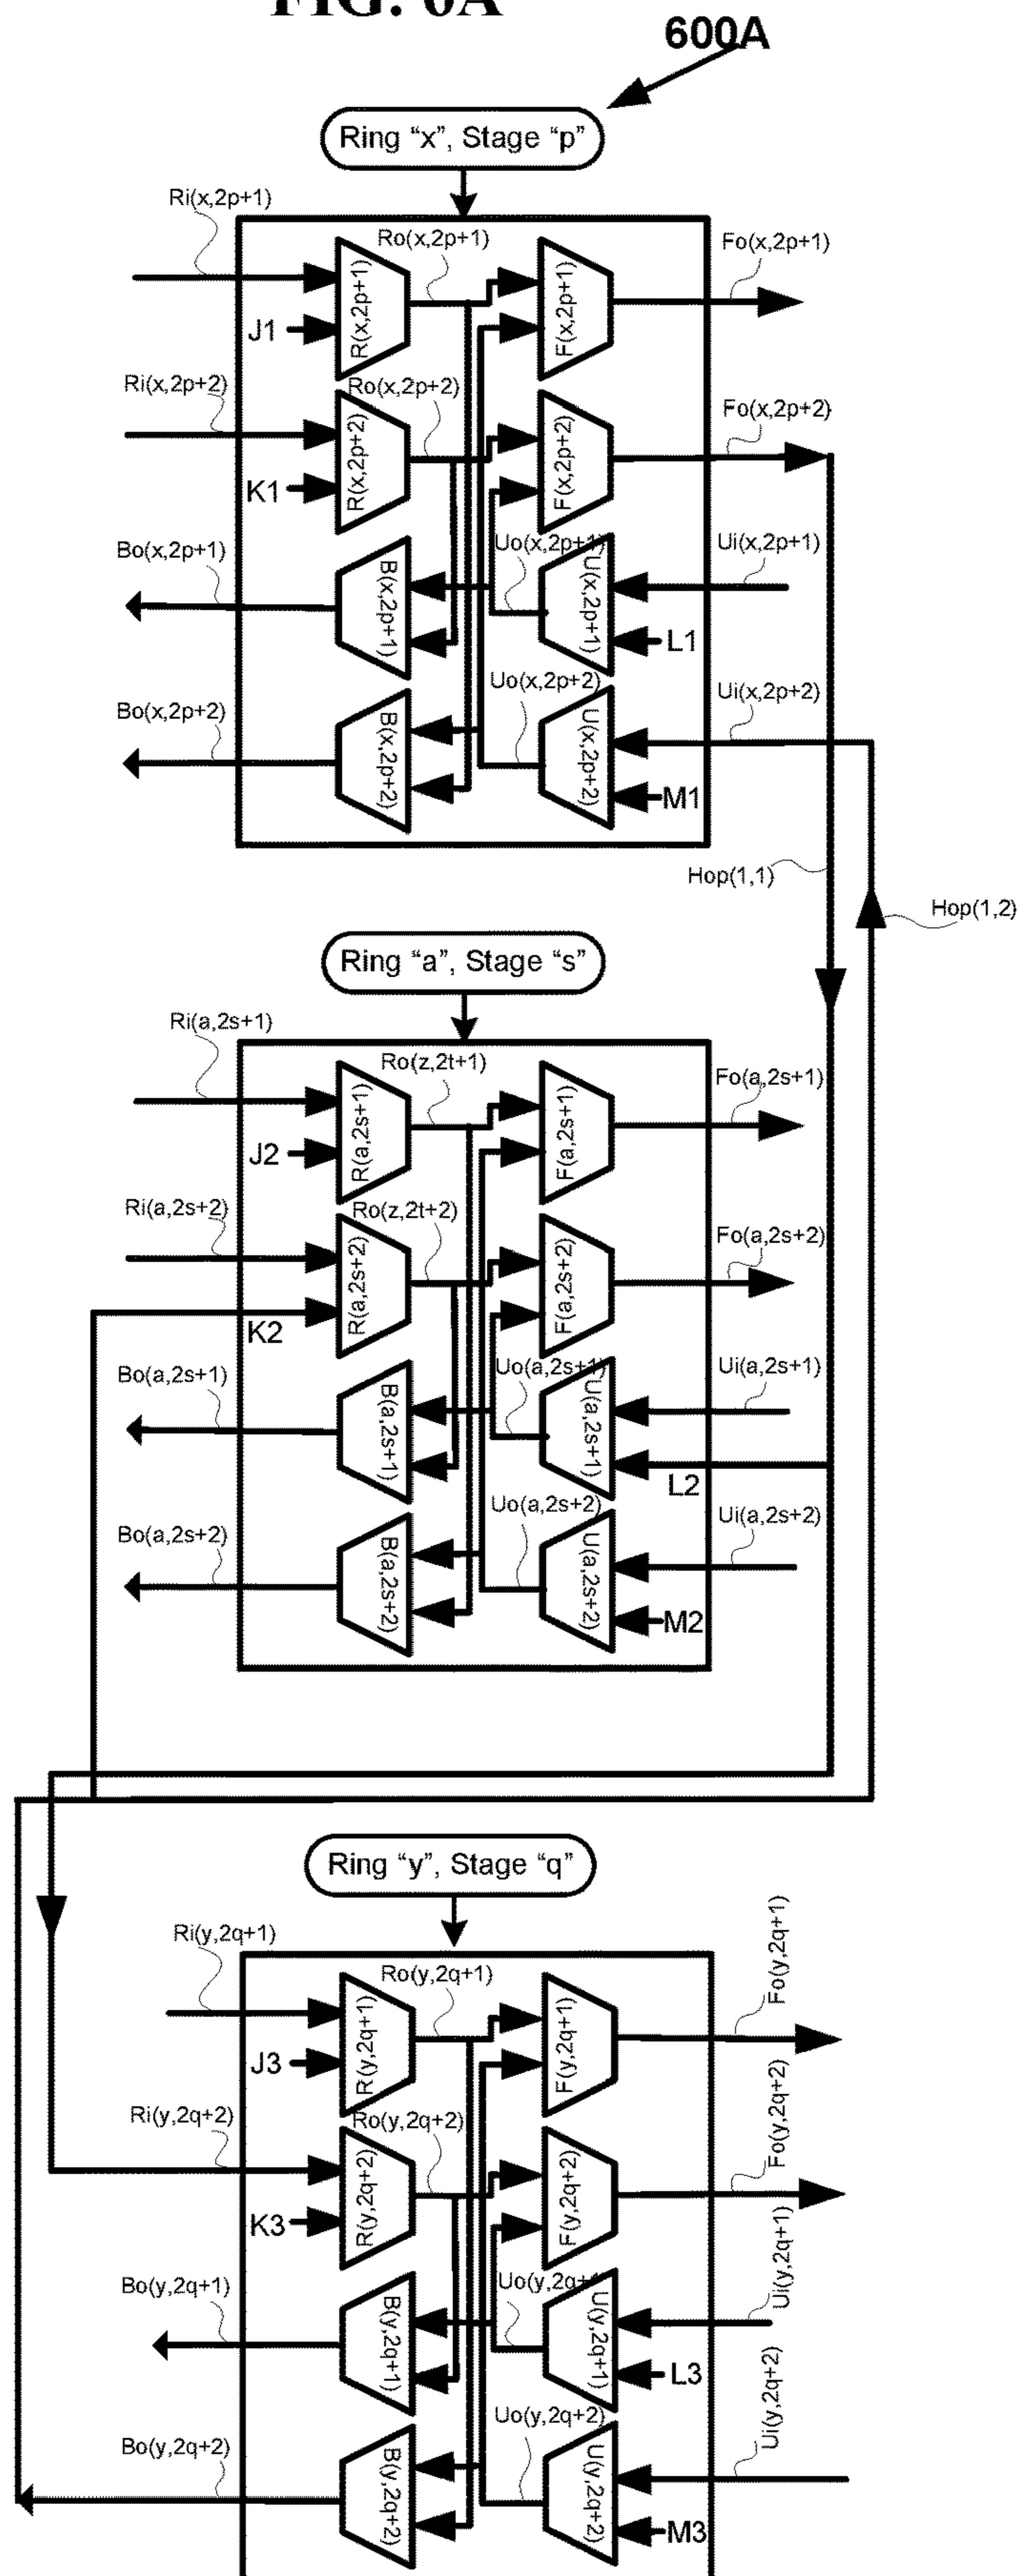 FIG. 6A
600A
Ring “x”, Stage “p”
Ri(x,2p+1)
Ro(x,2p+1)
Fo(x,2p+1)
R(x,2p+1)
F(x,2p+1)
J1
Ri(x,2p+2)
Ro(x,2p+2)
Fo(x,2p+2)
R(x,2p+2)
F(x,2p+2)
K1
Bo(x,2p+1)
Uo(x,2p+1)
Ui(x,2p+1)
B(x,2p+1)
U(x,2p+1)
L1
Bo(x,2p+2)
Uo(x,2p+2)
Ui(x,2p+2)
B(x,2p+2)
U(x,2p+2)
M1
Hop(1,1)
Hop(1,2)
Ring “a”, Stage “s”
Ri(a,2s+1)
Ro(z,2t+1)
Fo(a,2s+1)
R(a,2s+1)
F(a,2s+1)
J2
Ri(a,2s+2)
Ro(z,2t+2)
Fo(a,2s+2)
R(a,2s+2)
F(a,2s+2)
K2
Bo(a,2s+1)
Uo(a,2s+1)
Ui(a,2s+1)
B(a,2s+1)
U(a,2s+1)
L2
Bo(a,2s+2)
Uo(a,2s+2)
Ui(a,2s+2)
B(a,2s+2)
U(a,2s+2)
M2
Ring “y”, Stage “q”
Ri(y,2q+1)
Ro(y,2q+1)
Fo(y,2q+1)
R(y,2q+1)
F(y,2q+1)
J3
Ri(y,2q+2)
Ro(y,2q+2)
Fo(y,2q+2)
R(y,2q+2)
F(y,2q+2)
K3
Bo(y,2q+1)
Uo(y,2q+1)
Ui(y,2q+1)
B(y,2q+1)
U(y,2q+1)
L3
Bo(y,2q+2)
Uo(y,2q+2)
Ui(y,2q+2)
B(y,2q+2)
U(y,2q+2)
M3